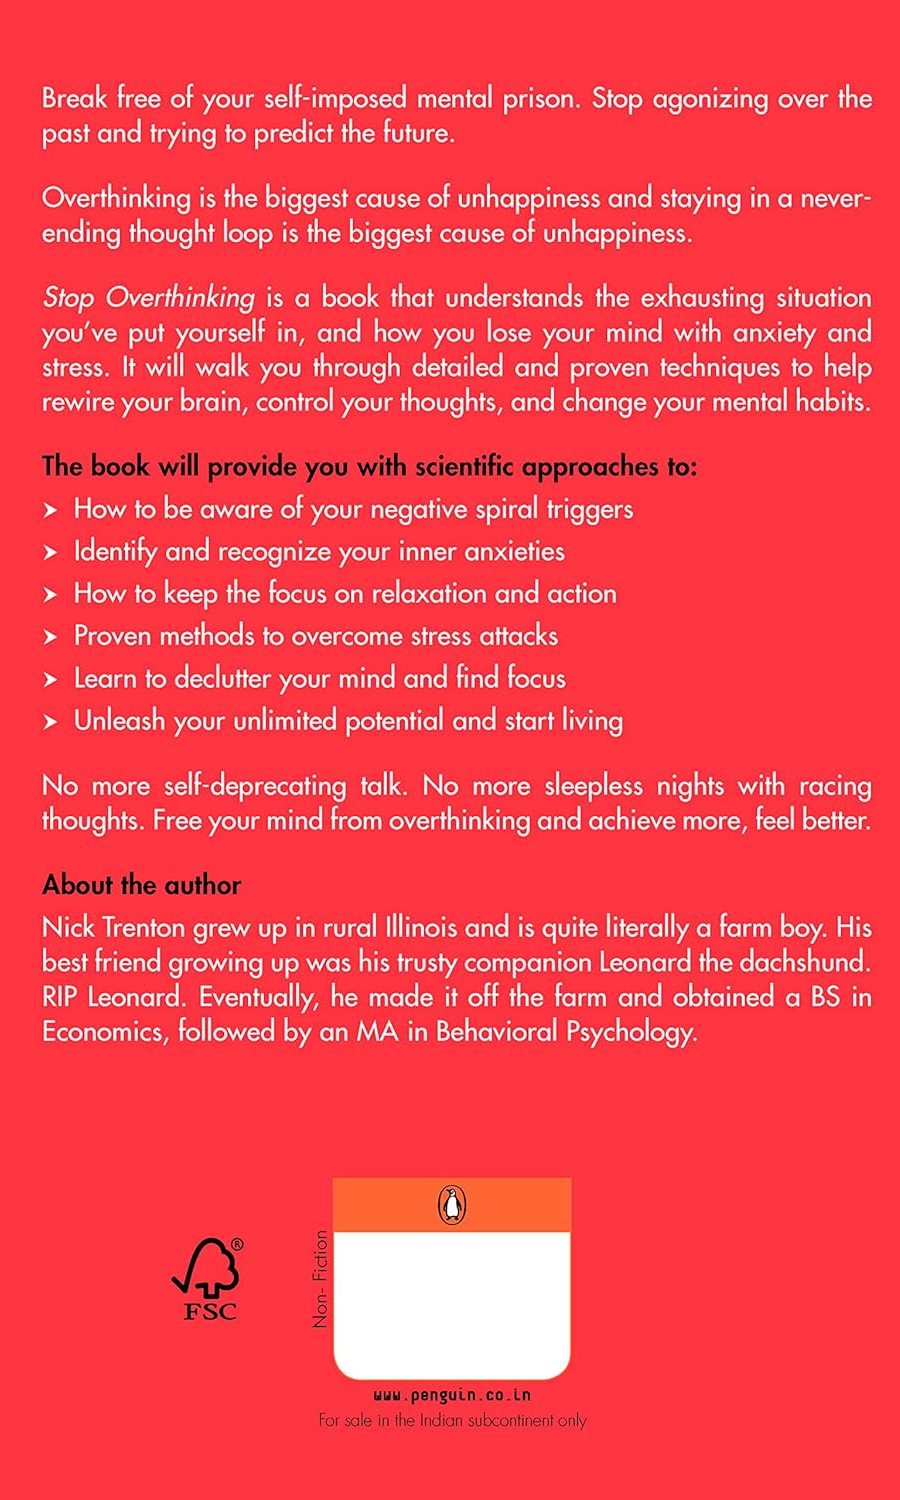 Break free of your self-imposed mental prison. Stop agonizing over the
past and trying to predict the future.
Overthinking is the biggest cause of unhappiness and staying in a never-
ending thought loop is the biggest cause of unhappiness.
Stop Overthinking is a book that understands the exhausting situation
you've put yourself in, and how you lose your mind with anxiety and
stress. It will walk you through detailed and proven techniques to help
rewire your brain, control your thoughts, and change your mental habits.
The book will provide you with scientific approaches to:
➤ How to be aware of your negative spiral triggers
➤ Identify and recognize your inner anxieties
➤ How to keep the focus on relaxation and action
➤ Proven methods to overcome stress attacks
➤ Learn to declutter your mind and find focus
➤ Unleash your unlimited potential and start living
No more self-deprecating talk. No more sleepless nights with racing
thoughts. Free your mind from overthinking and achieve more, feel better.
About the author
Nick Trenton grew up in rural Illinois and is quite literally a farm boy. His
best friend growing up was his trusty companion Leonard the dachshund.
RIP Leonard. Eventually, he made it off the farm and obtained a BS in
Economics, followed by an MA in Behavioral Psychology.
®
FSC
Non- Fiction
www.penguin.co.in
For sale in the Indian subcontinent only